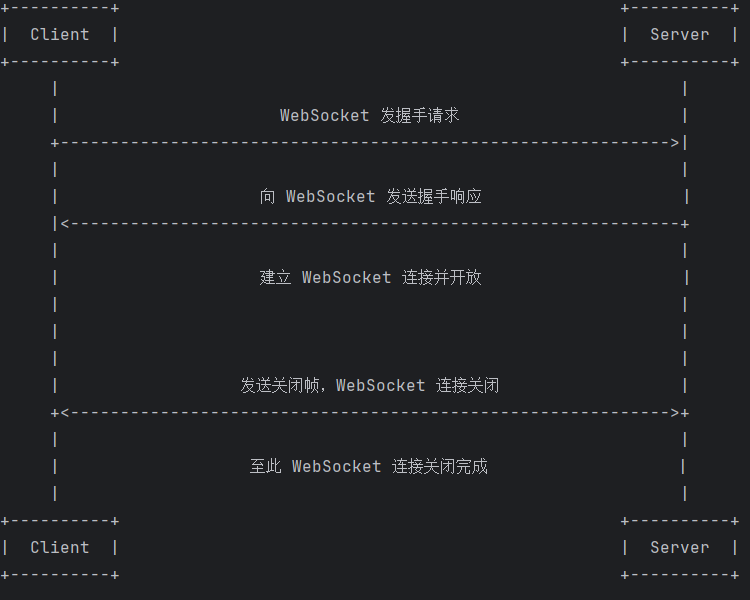 Client Server
WebSocket 发握手请求
向 WebSocket 发送握手响应
建立 WebSocket 连接并开放
发送关闭帧，WebSocket 连接关闭
至此 WebSocket 连接关闭完成
Client Server